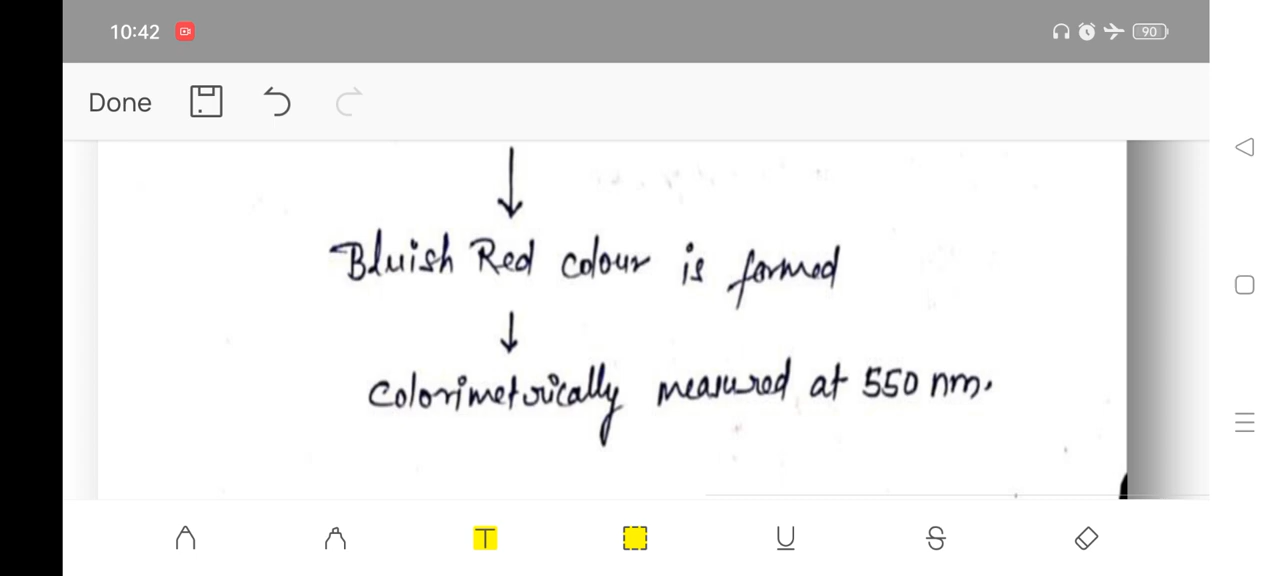 10:42
90
Done
Bluish Red colour is formed
Colorimetrically measured at 550 nm.
T
U
S